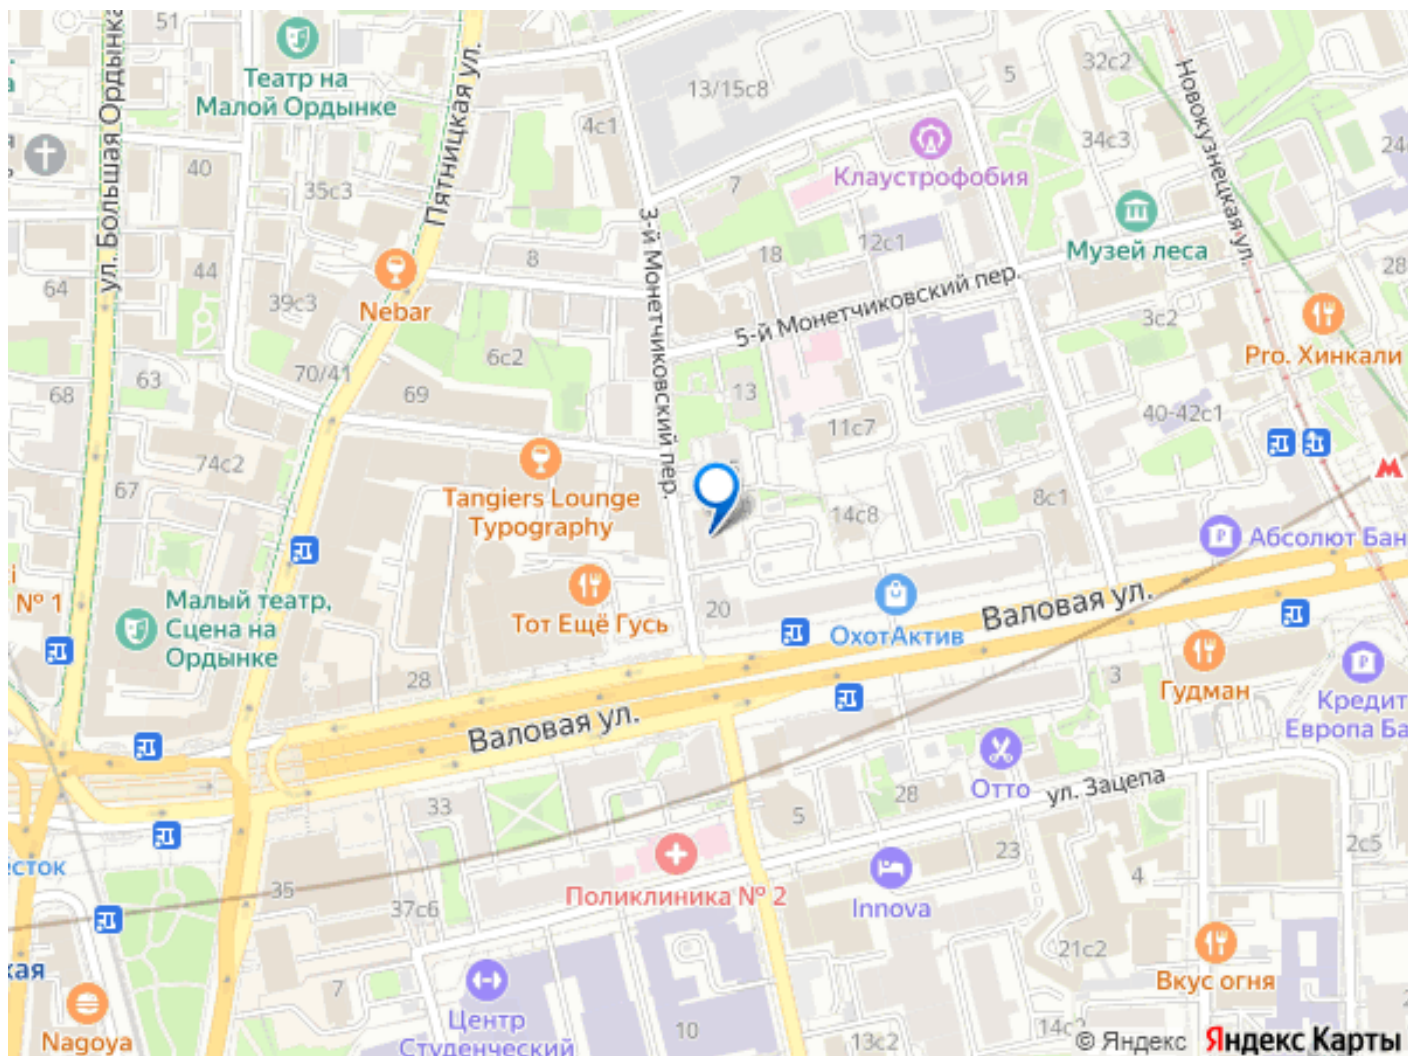 51
ул. Большая Ордынка
Театр на
Малой Ордынке
Пятницкая ул.
4с1
13/15с8
5
32с2
Новокузнецкая ул.
34с3
24
40
35с3
Клаустрофобия
7
3-й Монетчиковский пер.
12с1
18
Музей леса
8
44
64
39с3
Nebar
5-й Монетчиковский пер.
28
3с2
Pro. Хинкали
6с2
70/41
63
68
69
13
11с7
40-42с1
74с2
67
Tangiers Lounge
Typography
8с1
14с8
Абсолют Бан
№ 1
Малый театр,
Сцена на
Ордынке
Тот Ещё Гусь
20
ОхотАктив
Валовая ул.
28
3
Гудман
Кредит
Европа Ба
Валовая ул.
Отто
ул. Зацепа
33
5
28
23
2с5
4
есток
35
Поликлиника № 2
37с6
Innova
21с2
Вкус огня
кая
7
Nagoya
Центр
Студенческий
10
13с2
14с2
© Яндекс
Яндекс Карты